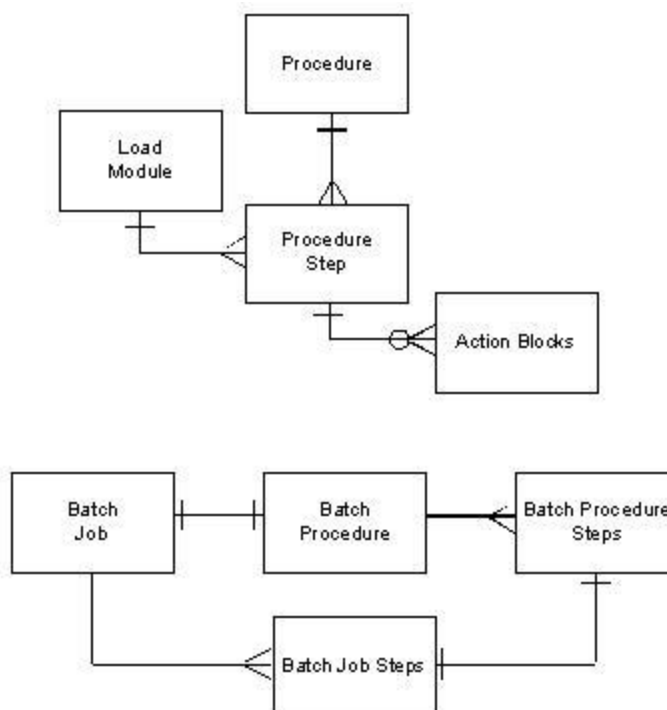 Procedure
Load
Module
Procedure
Step
Action Blocks
Batch
Job
Batch
Procedure
Batch Procedure
Steps
Batch Job Steps